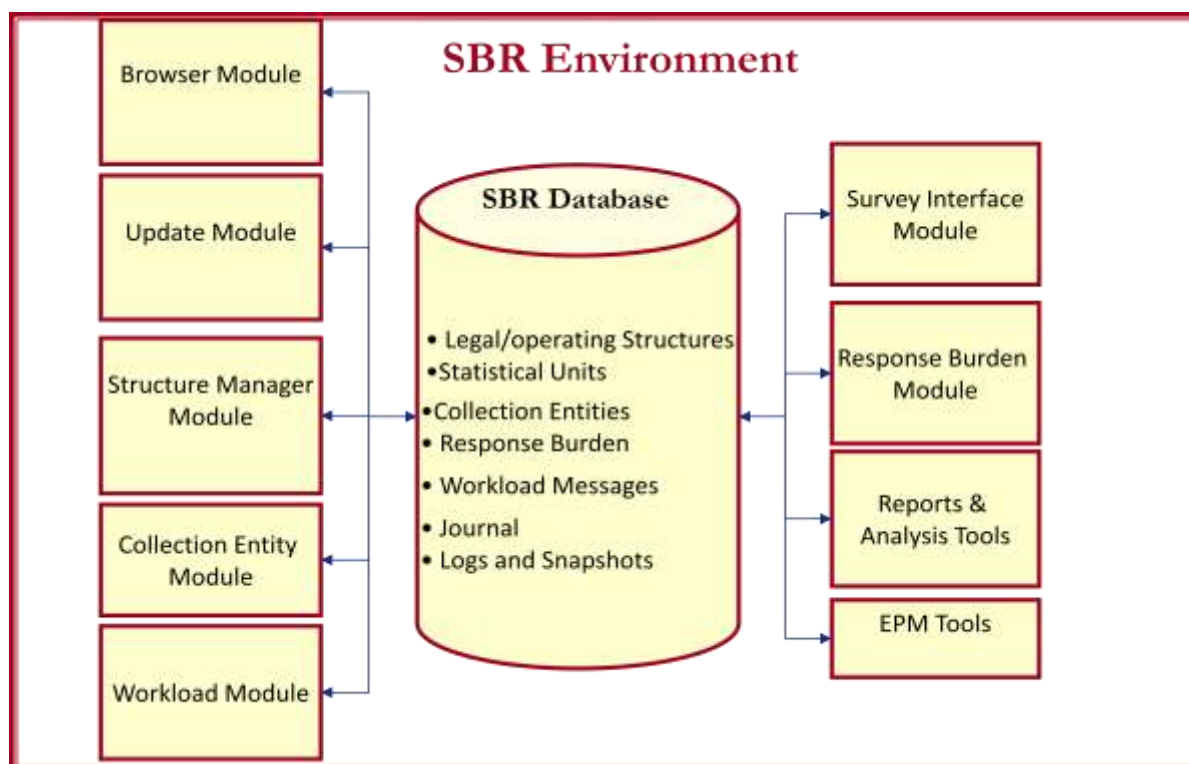 SBR Environment
Browser Module
Update Module
Structure Manager
Module
Collection Entity
Module
Workload Module
SBR Database
• Legal/operating Structures
•Statistical Units
•Collection Entities
• Response Burden
• Workload Messages
• Journal
• Logs and Snapshots
Survey Interface
Module
Response Burden
Module
Reports &
Analysis Tools
EPM Tools